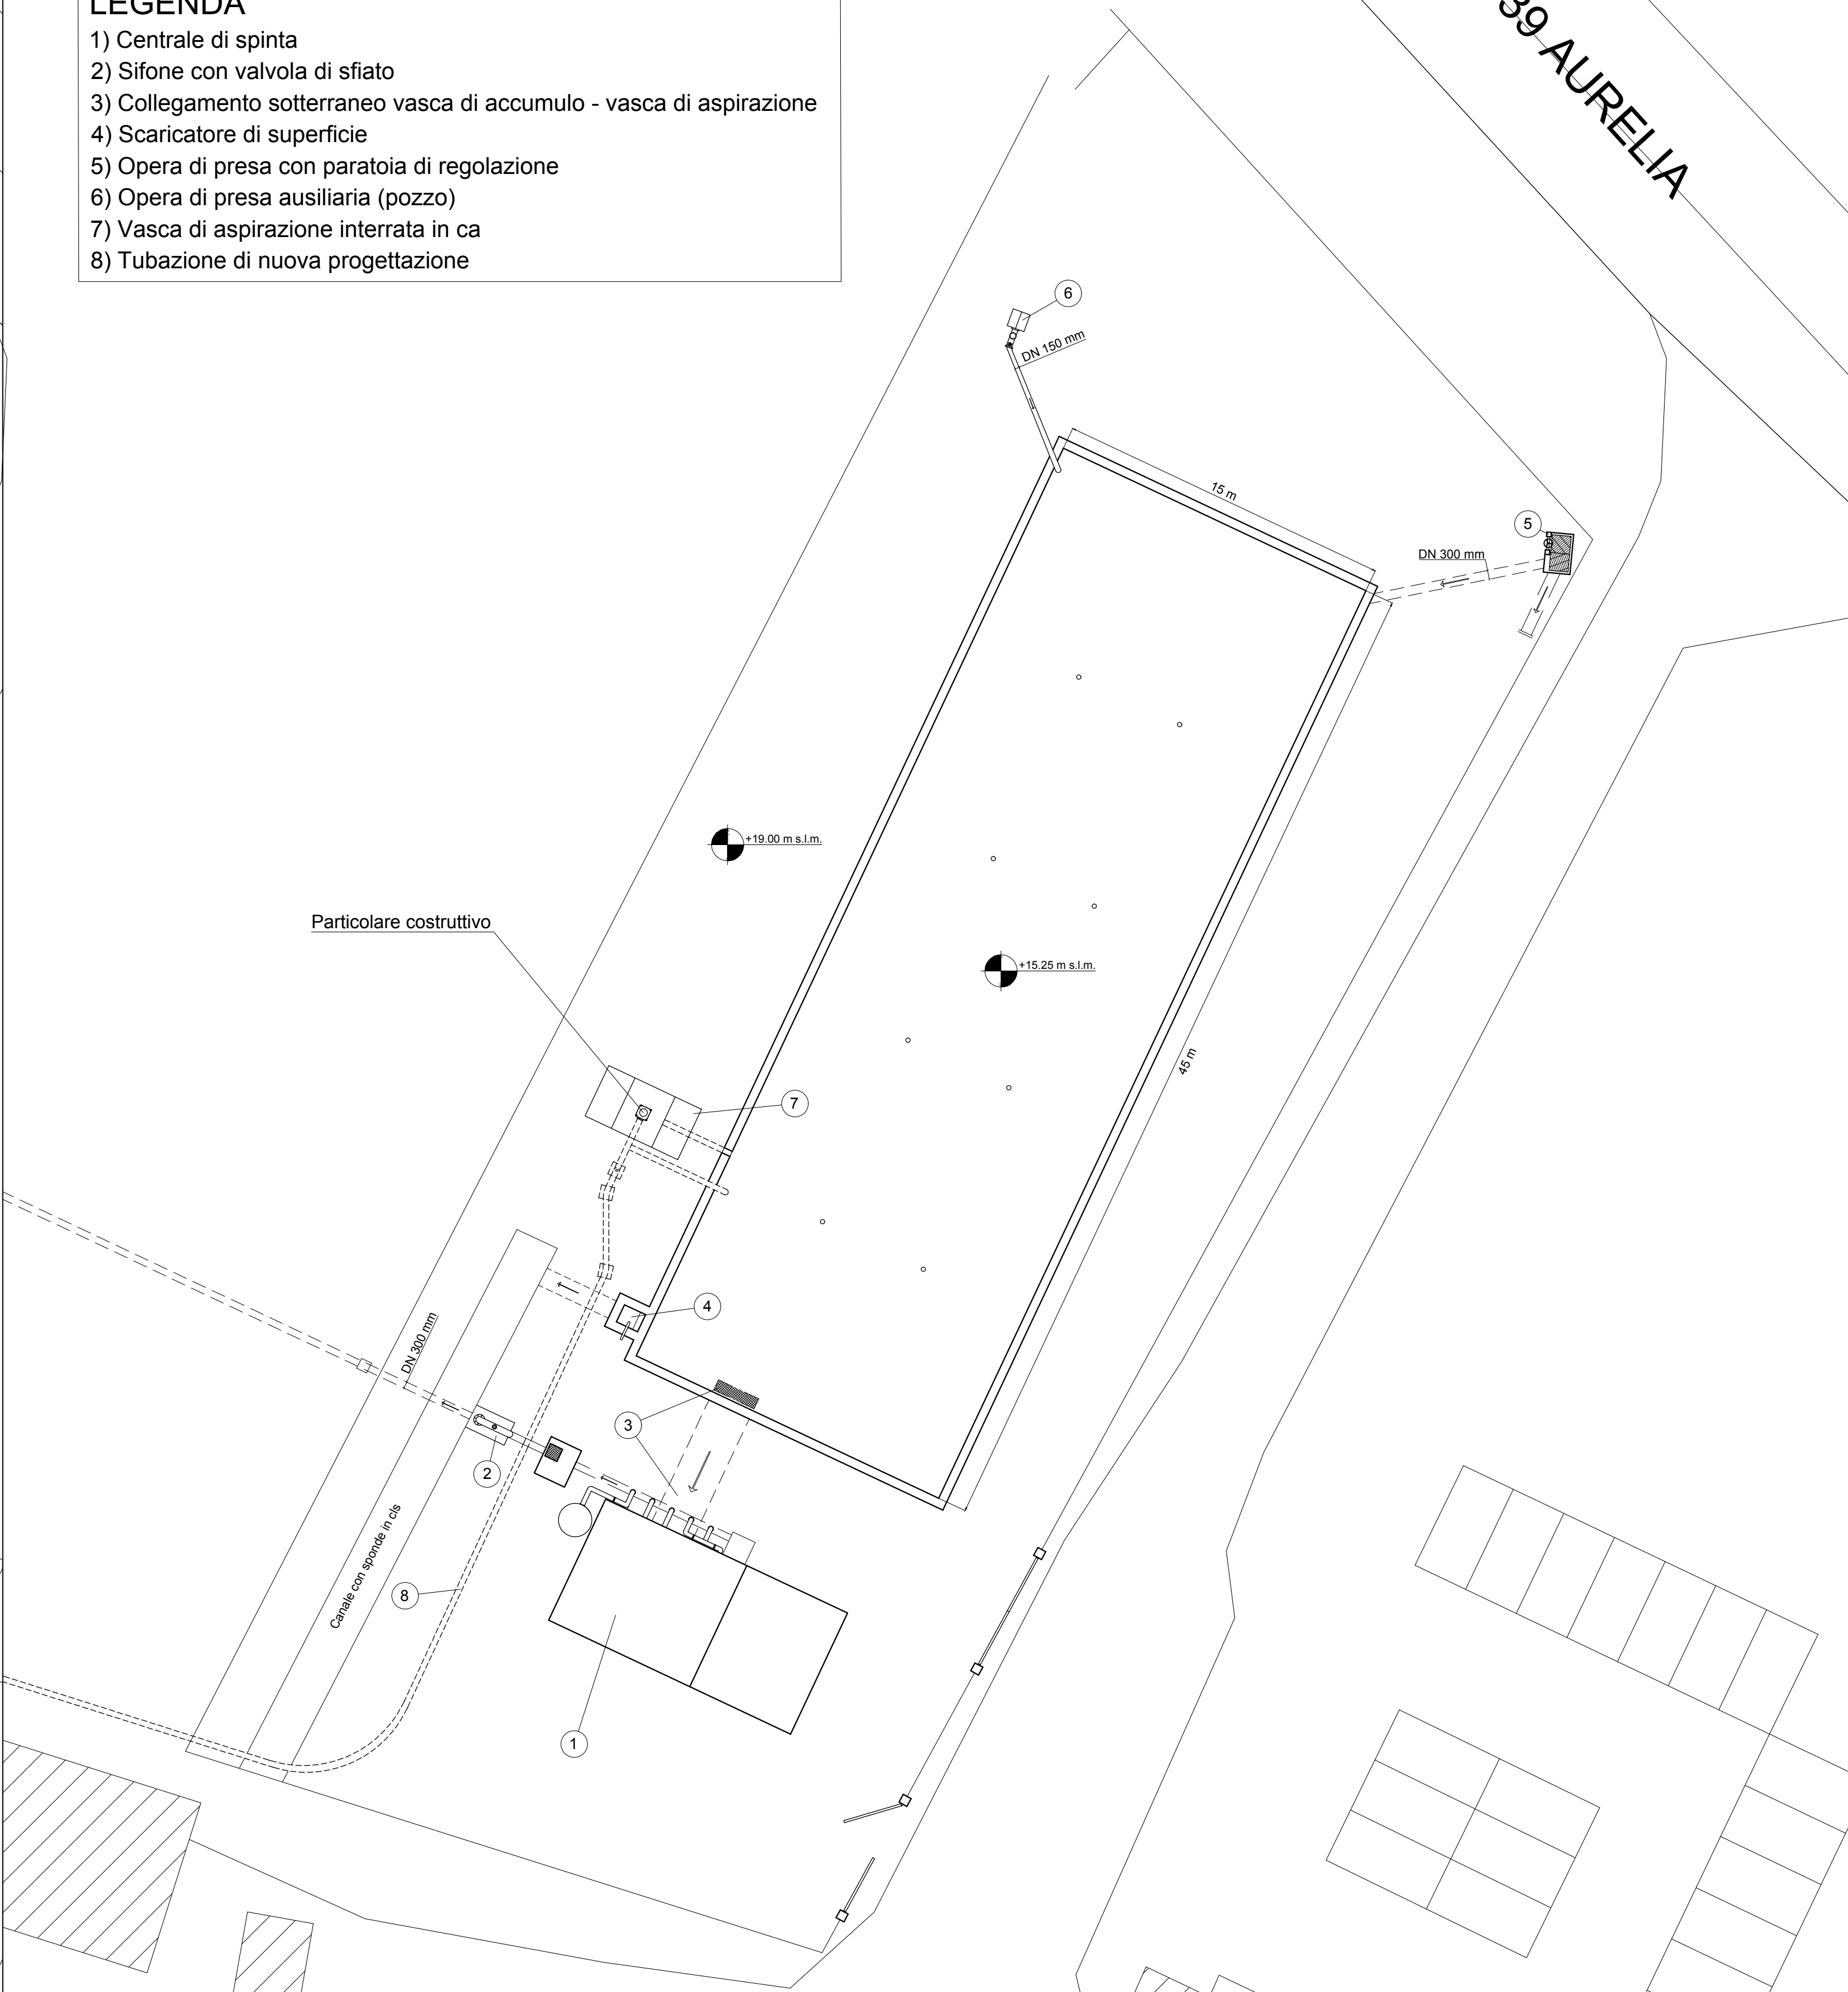 LEGENDA
1) Centrale di spinta
2) Sifone con valvola di sfiato
3) Collegamento sotterraneo vasca di accumulo - vasca di aspirazione
4) Scaricatore di superficie
5) Opera di presa con paratoia di regolazione
6) Opera di presa ausiliaria (pozzo)
7) Vasca di aspirazione interrata in ca
8) Tubazione di nuova progettazione
39 AURELIA
6
DN 150 mm
15 m
5
DN 300 mm
+19.00 m s.l.m.
Particolare costruttivo
+15.25 m s.l.m.
45 m
7
4
DN 300 mm
3
2
Canale con sponde in cls
8
1